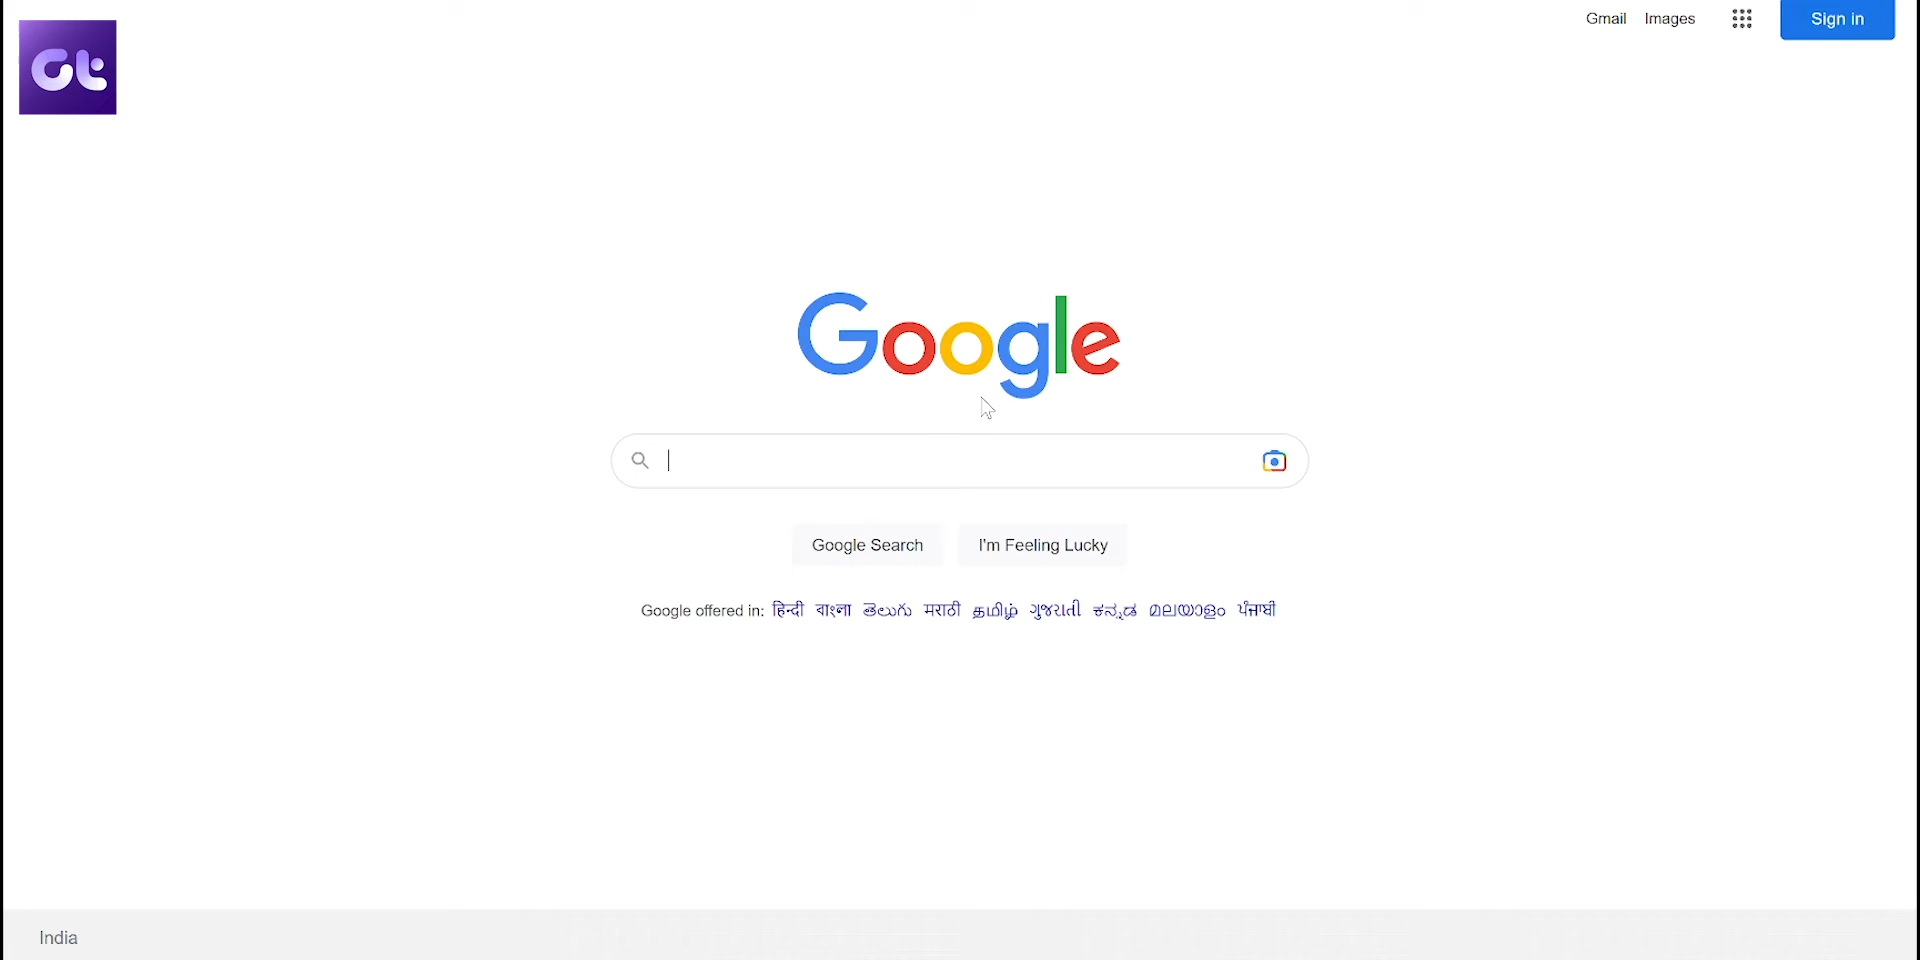 Gt
Gmail Images Sign in
Google
Google Search I'm Feeling Lucky
Google offered in: हिन्दी বাংলা తెలుగు मराठी தமிழ் ગુજરાતી ಕನ್ನಡ മലയാളം ਪੰਜਾਬੀ
India